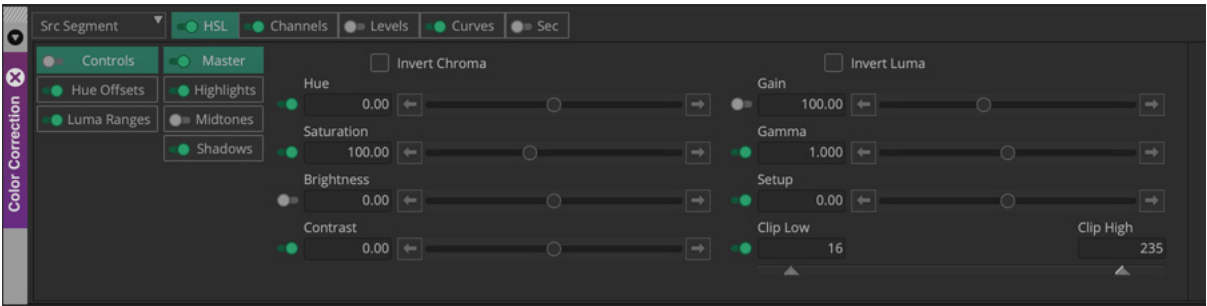 Src Segment HSL Channels Levels Curves Sec
Color Correction
Controls Master
Hue Offsets Highlights
Luma Ranges Midtones
Shadows
Invert Chroma
Hue
0.00
Saturation
100.00
Brightness
0.00
Contrast
0.00
Invert Luma
Gain
100.00
Gamma
1.000
Setup
0.00
Clip Low Clip High
16 235